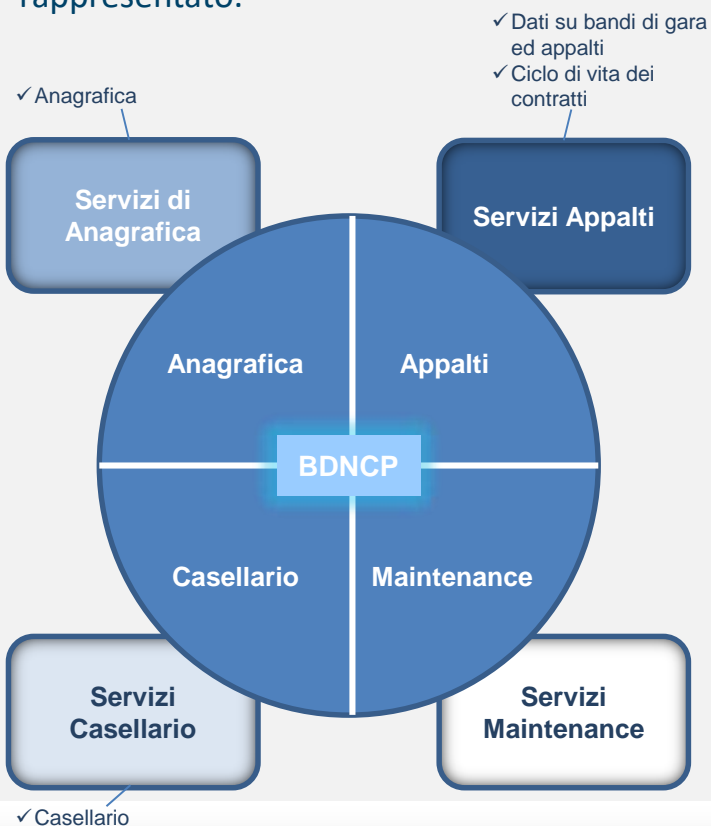 rappresentato:
✓Dati su bandi di gara
ed appalti
✓Ciclo di vita dei
contratti
✓Anagrafica
Servizi di
Anagrafica
Servizi Appalti
Anagrafica
Appalti
BDNCP
Casellario
Maintenance
Servizi
Casellario
Servizi
Maintenance
✓Casellario